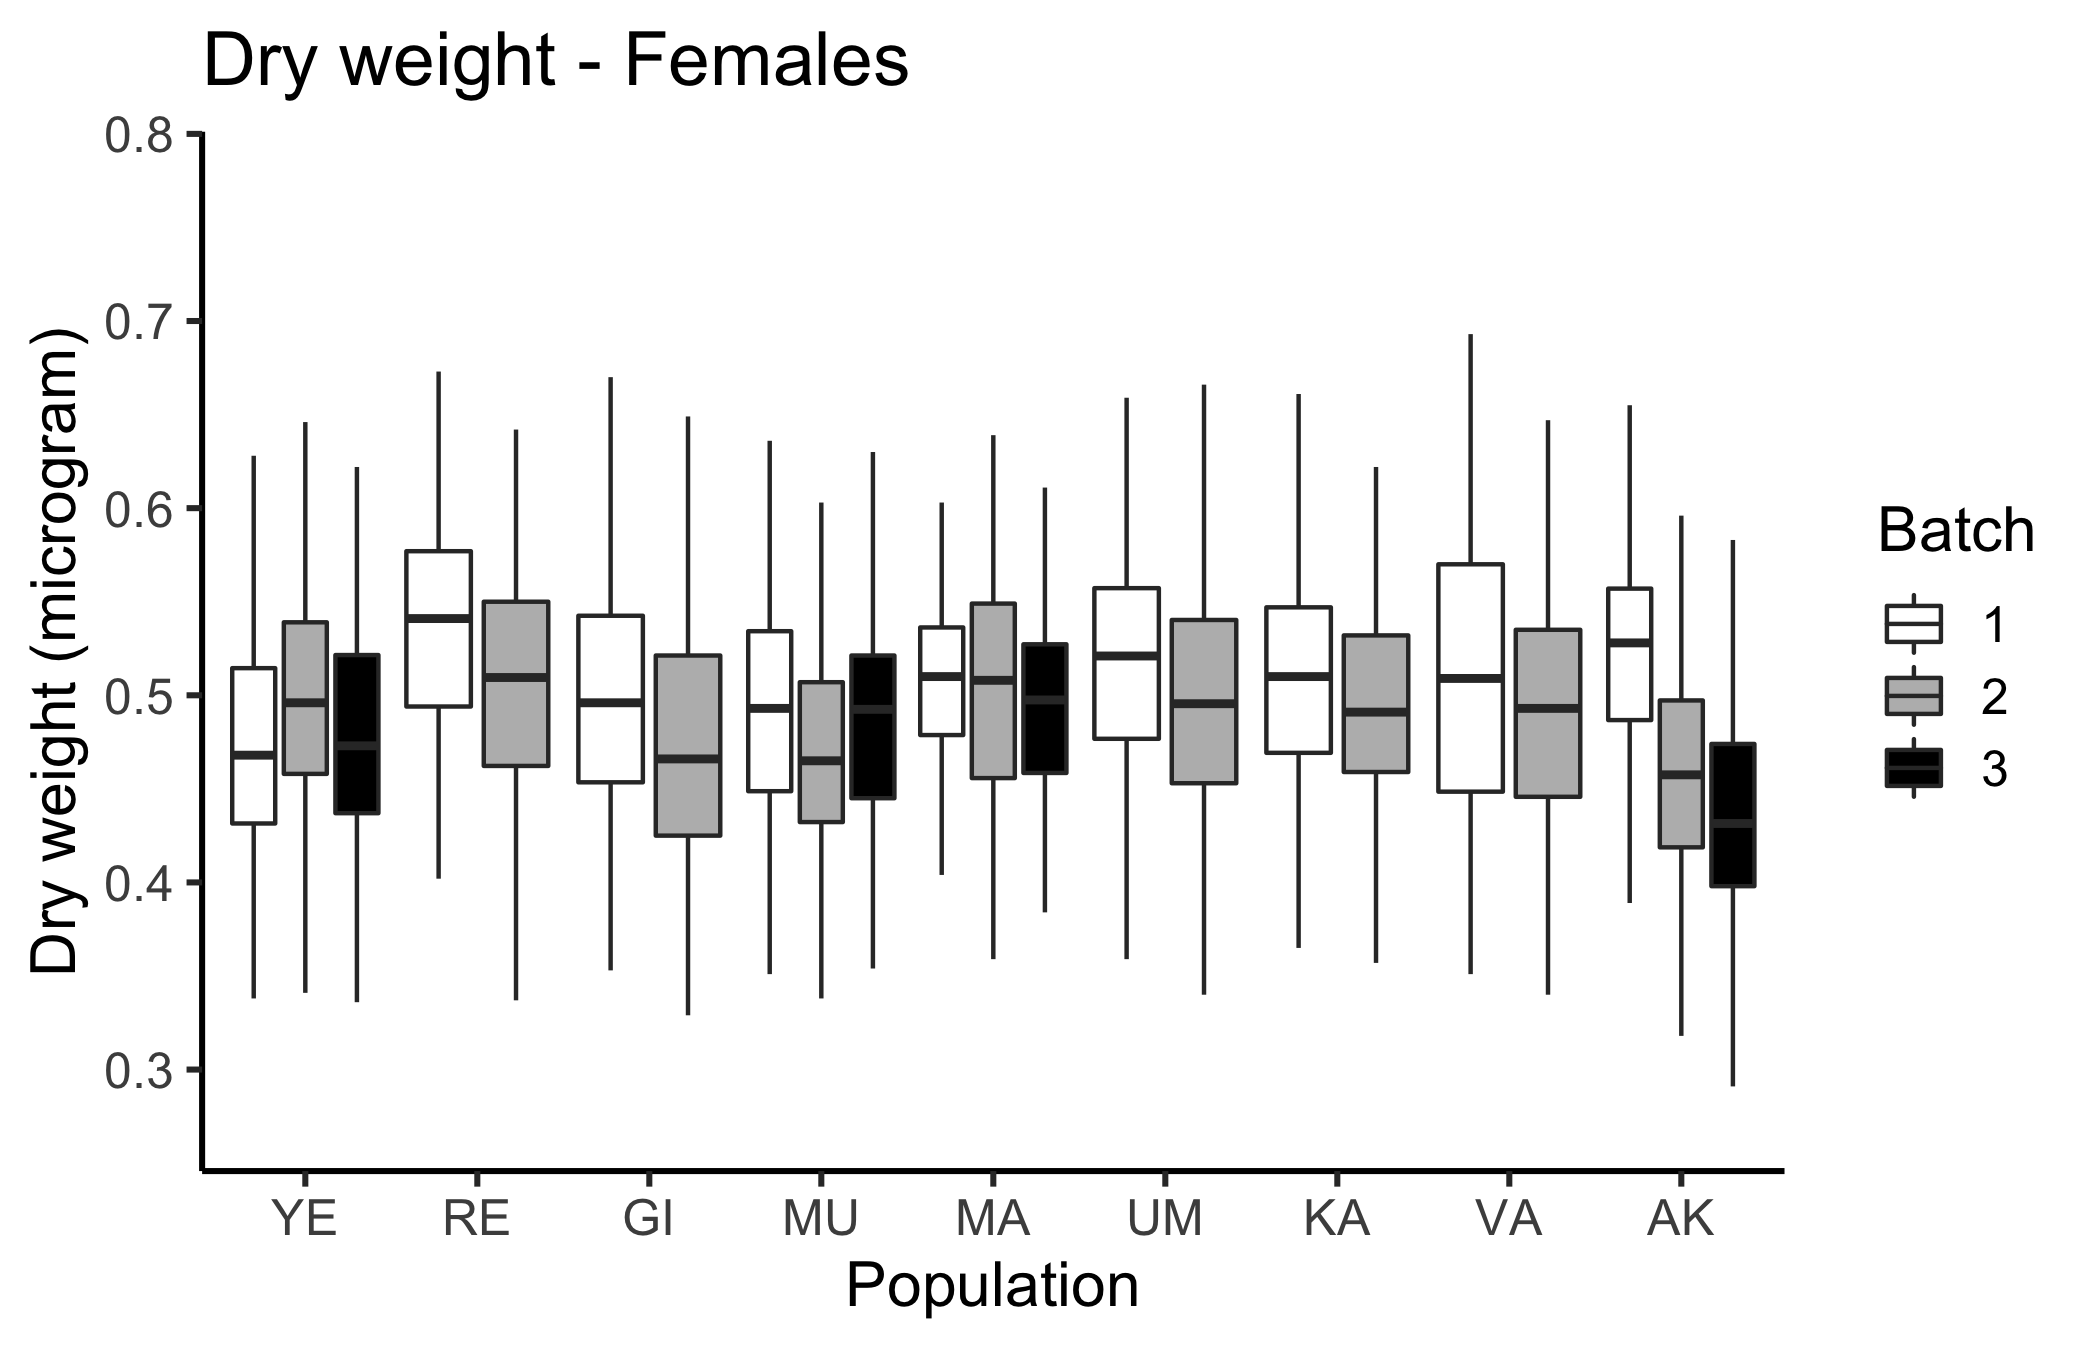 Dry weight - Females
Dry weight (microgram)
0.8
0.7
0.6
0.5
0.4
0.3
YE RE GI MU MA UM KA VA AK
Population
Batch
1
2
3